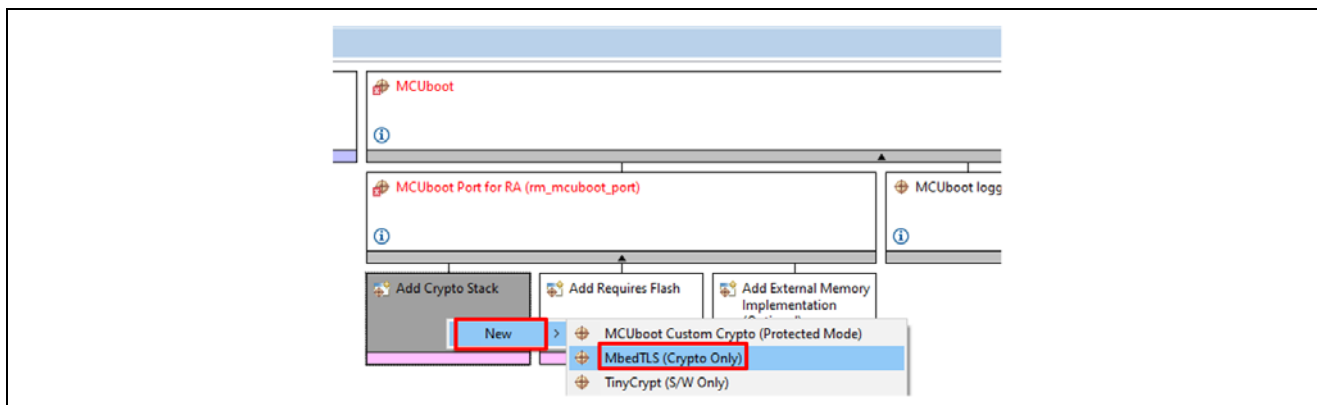 MCUboot
MCUboot Port for RA (rm_mcuboot_port)
MCUboot logg
Add Crypto Stack
Add Requires Flash
Add External Memory
Implementation
New
MCUboot Custom Crypto (Protected Mode)
MbedTLS (Crypto Only)
TinyCrypt (S/W Only)